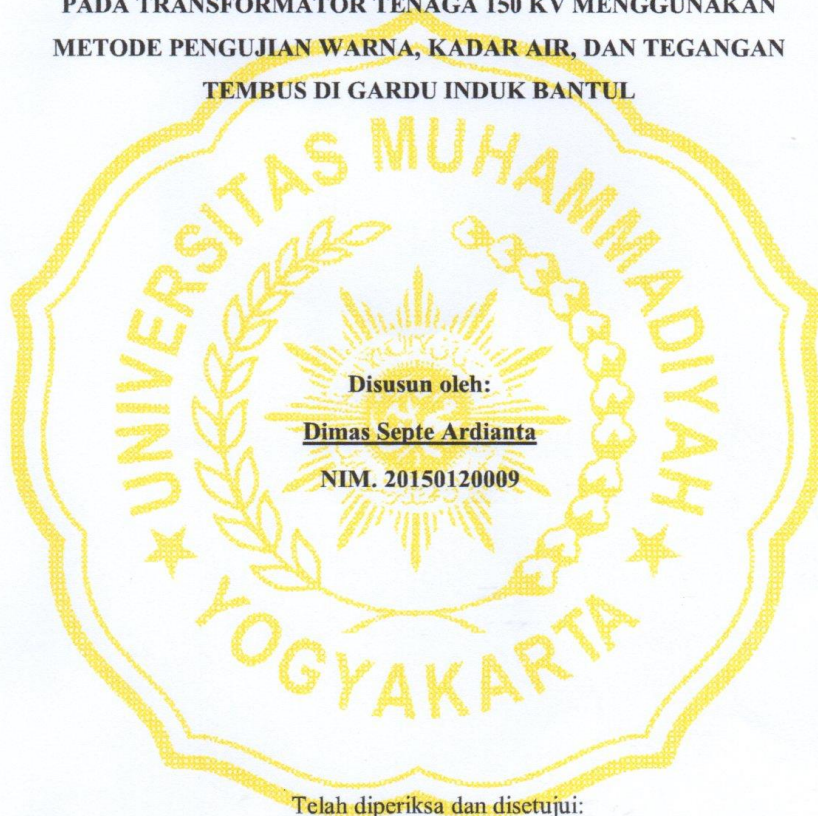 PADA TRANSFORMATOR TENAGA 150 KV MENGGUNAKAN
METODE PENGUJIAN WARNA, KADAR AIR, DAN TEGANGAN
TEMBUS DI GARDU INDUK BANTUL
UNIVERSITAS MUHAMMADIYAH
YOGYAKARTA
Disusun oleh:
Dimas Septe Ardianta
NIM. 20150120009
Telah diperiksa dan disetujui: